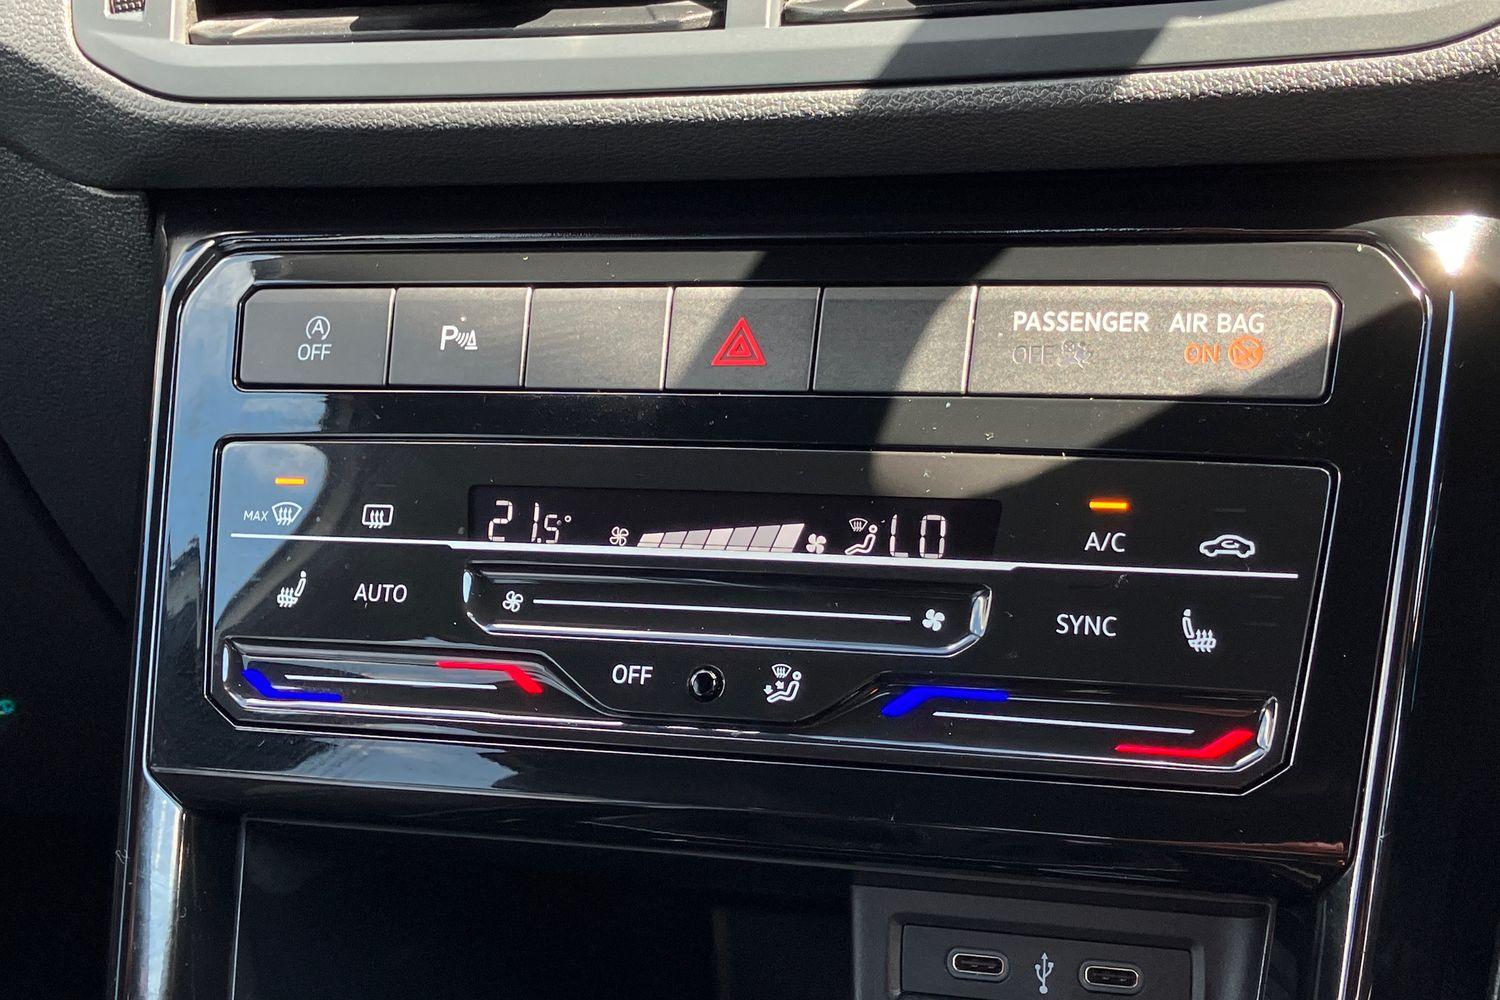 A
OFF
P
PASSENGER AIR BAG
OFF ON
MAX
21.5°
LO
A/C
AUTO
SYNC
OFF